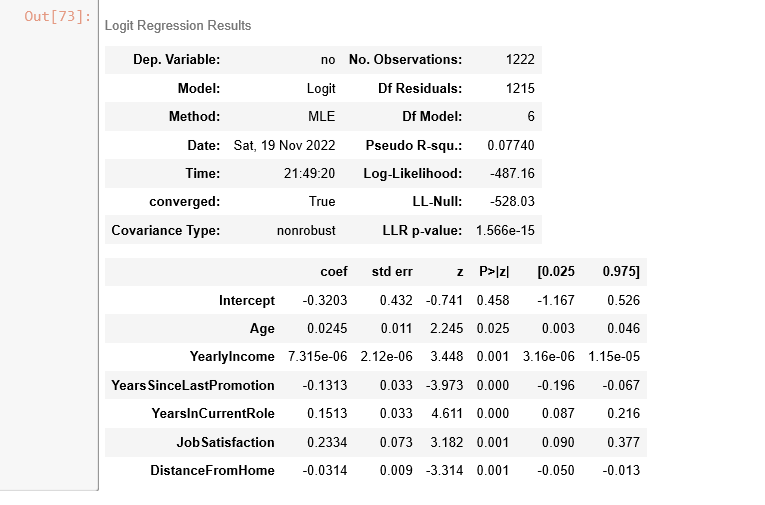 Out[73]:
Logit Regression Results
Dep. Variable: no No. Observations: 1222
Model: Logit Df Residuals: 1215
Method: MLE Df Model: 6
Date: Sat, 19 Nov 2022 Pseudo R-squ.: 0.07740
Time: 21:49:20 Log-Likelihood: -487.16
converged: True LL-Null: -528.03
Covariance Type: nonrobust LLR p-value: 1.566e-15
coef std err z P>|z| [0.025 0.975]
Intercept -0.3203 0.432 -0.741 0.458 -1.167 0.526
Age 0.0245 0.011 2.245 0.025 0.003 0.046
YearlyIncome 7.315e-06 2.12e-06 3.448 0.001 3.16e-06 1.15e-05
YearsSinceLastPromotion -0.1313 0.033 -3.973 0.000 -0.196 -0.067
YearsInCurrentRole 0.1513 0.033 4.611 0.000 0.087 0.216
JobSatisfaction 0.2334 0.073 3.182 0.001 0.090 0.377
DistanceFromHome -0.0314 0.009 -3.314 0.001 -0.050 -0.013